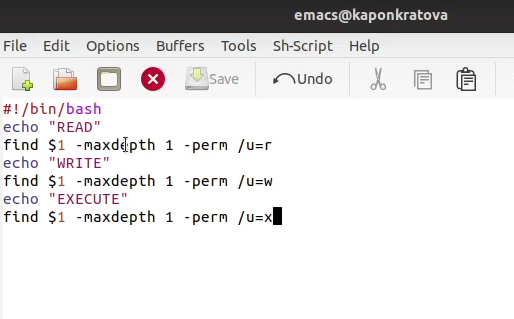 emacs@kaponkratova
File Edit Options Buffers Tools Sh-Script Help
Save Undo
#!/bin/bash
echo "READ"
find $1 -maxdepth 1 -perm /u=r
echo "WRITE"
find $1 -maxdepth 1 -perm /u=w
echo "EXECUTE"
find $1 -maxdepth 1 -perm /u=x